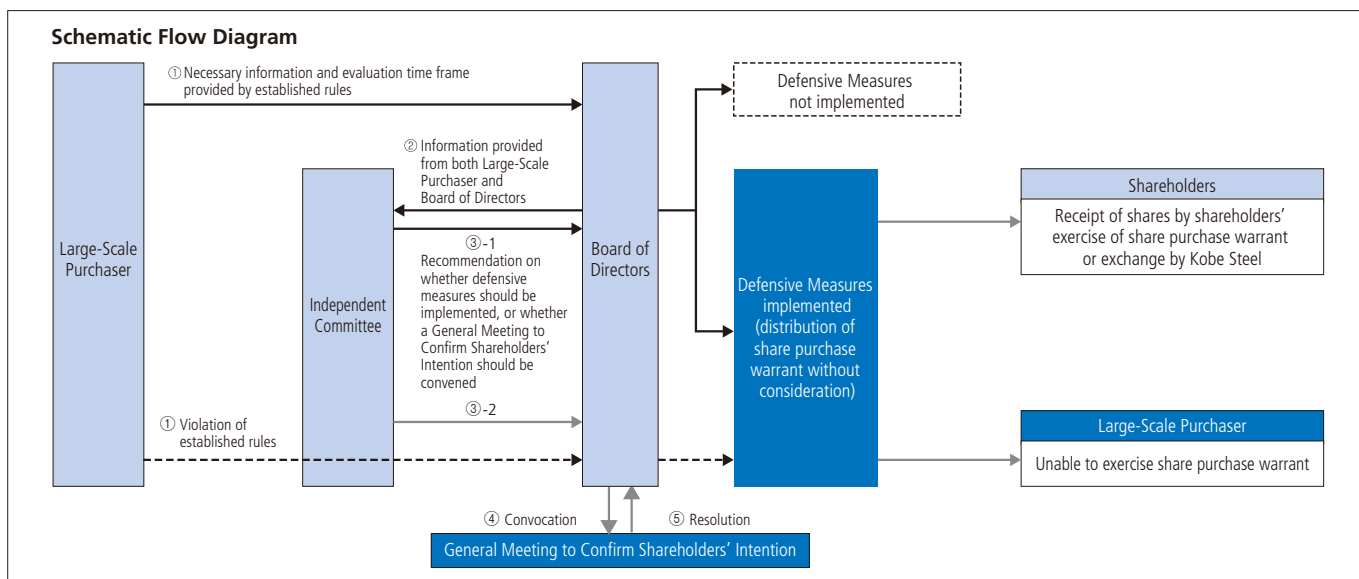 Schematic Flow Diagram
Large-Scale
Purchaser
① Necessary information and evaluation time frame
provided by established rules
② Information provided
from both Large-Scale
Purchaser and
Board of Directors
Independent
Committee
③-1
Recommendation on
whether defensive
measures should be
implemented, or whether
a General Meeting to
Confirm Shareholders'
Intention should be
convened
③-2
① Violation of
established rules
Board of
Directors
④ Convocation
⑤ Resolution
General Meeting to Confirm Shareholders' Intention
Defensive Measures
not implemented
Defensive Measures
implemented
(distribution of
share purchase
warrant without
consideration)
Shareholders
Receipt of shares by shareholders'
exercise of share purchase warrant
or exchange by Kobe Steel
Large-Scale Purchaser
Unable to exercise share purchase warrant